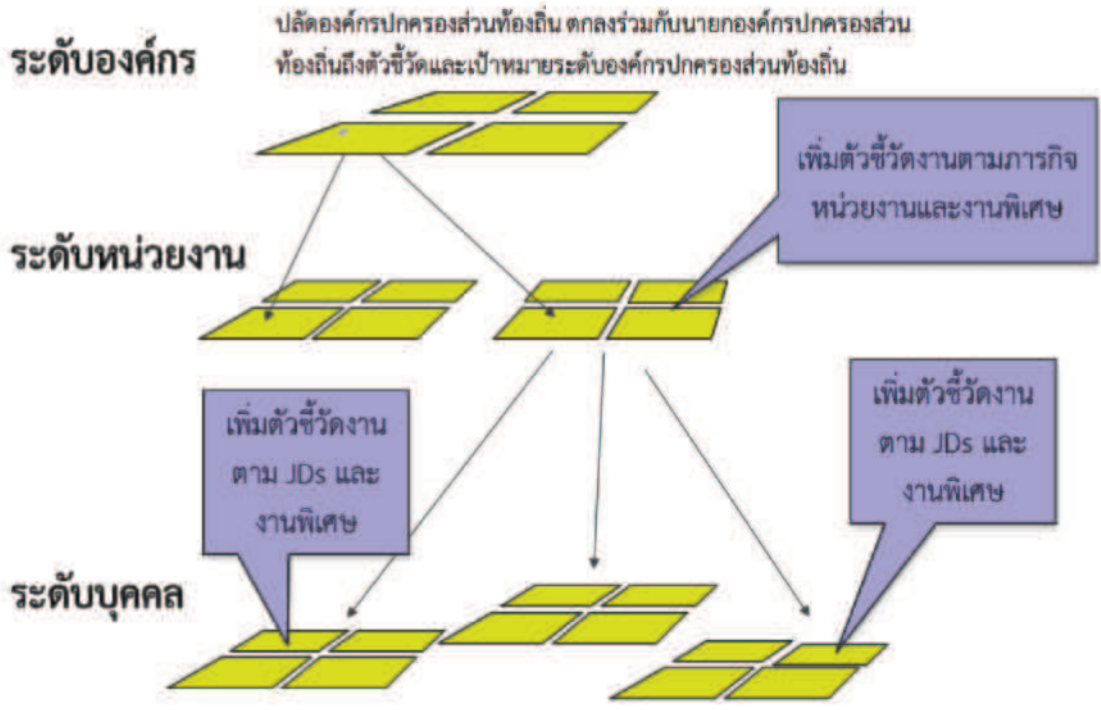 ปลัดองค์กรปกครองส่วนท้องถิ่น ตกลงร่วมกับนายกองค์กรปกครองส่วน
ระดับองค์กร
ท้องถิ่นถึงตัวชี้วัดและเป้าหมายระดับองค์กรปกครองส่วนท้องถิ่น
เพิ่มตัวชี้วัดงานตามภารกิจ
หน่วยงานและงานพิเศษ
ระดับหน่วยงาน
เพิ่มตัวชี้วัดงาน
ตาม JDs และ
งานพิเศษ
เพิ่มตัวชี้วัดงาน
ตาม JDs และ
งานพิเศษ
ระดับบุคคล